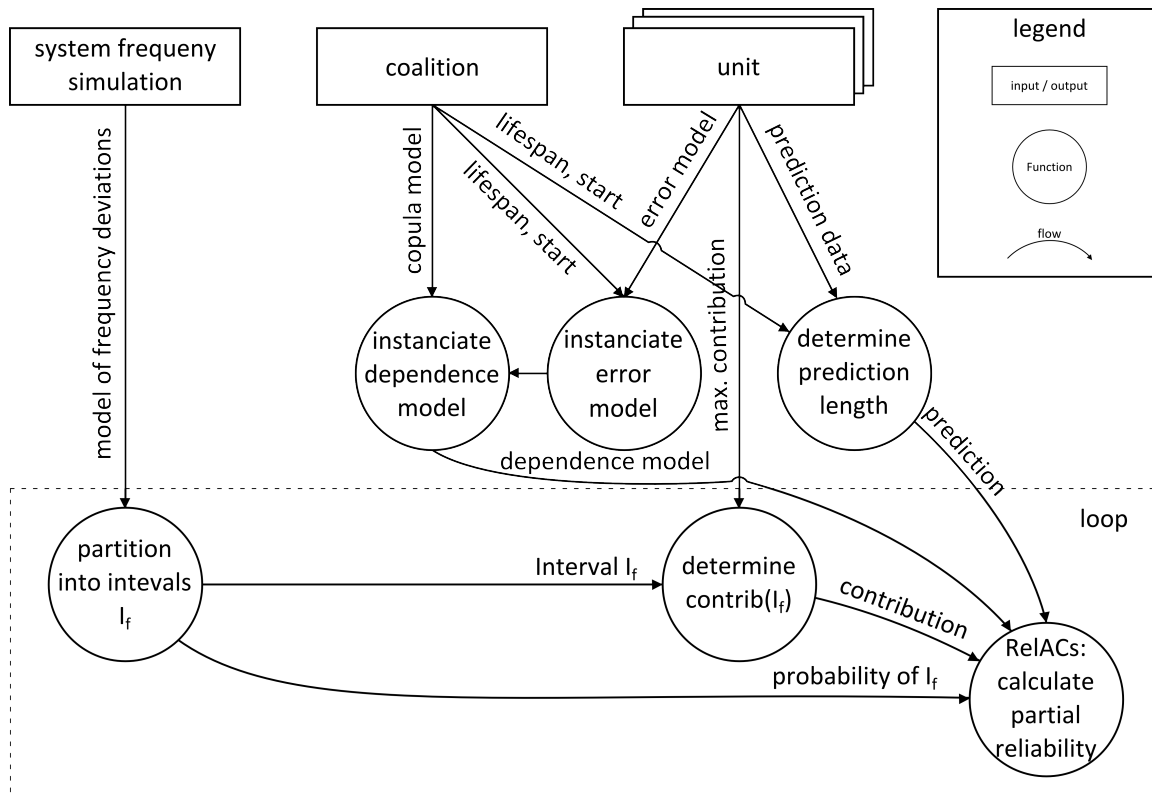 system frequeny
simulation
coalition
unit
legend
input / output
Function
flow
model of frequency deviations
copula model
lifespan, start
lifespan, start
error model
max. contribution
prediction data
instanciate
dependence
model
instanciate
error
model
determine
prediction
length
dependence model
prediction
loop
partition
into intevals
If
Interval If
determine
contrib(If)
contribution
probability of If
RelACs:
calculate
partial
reliability